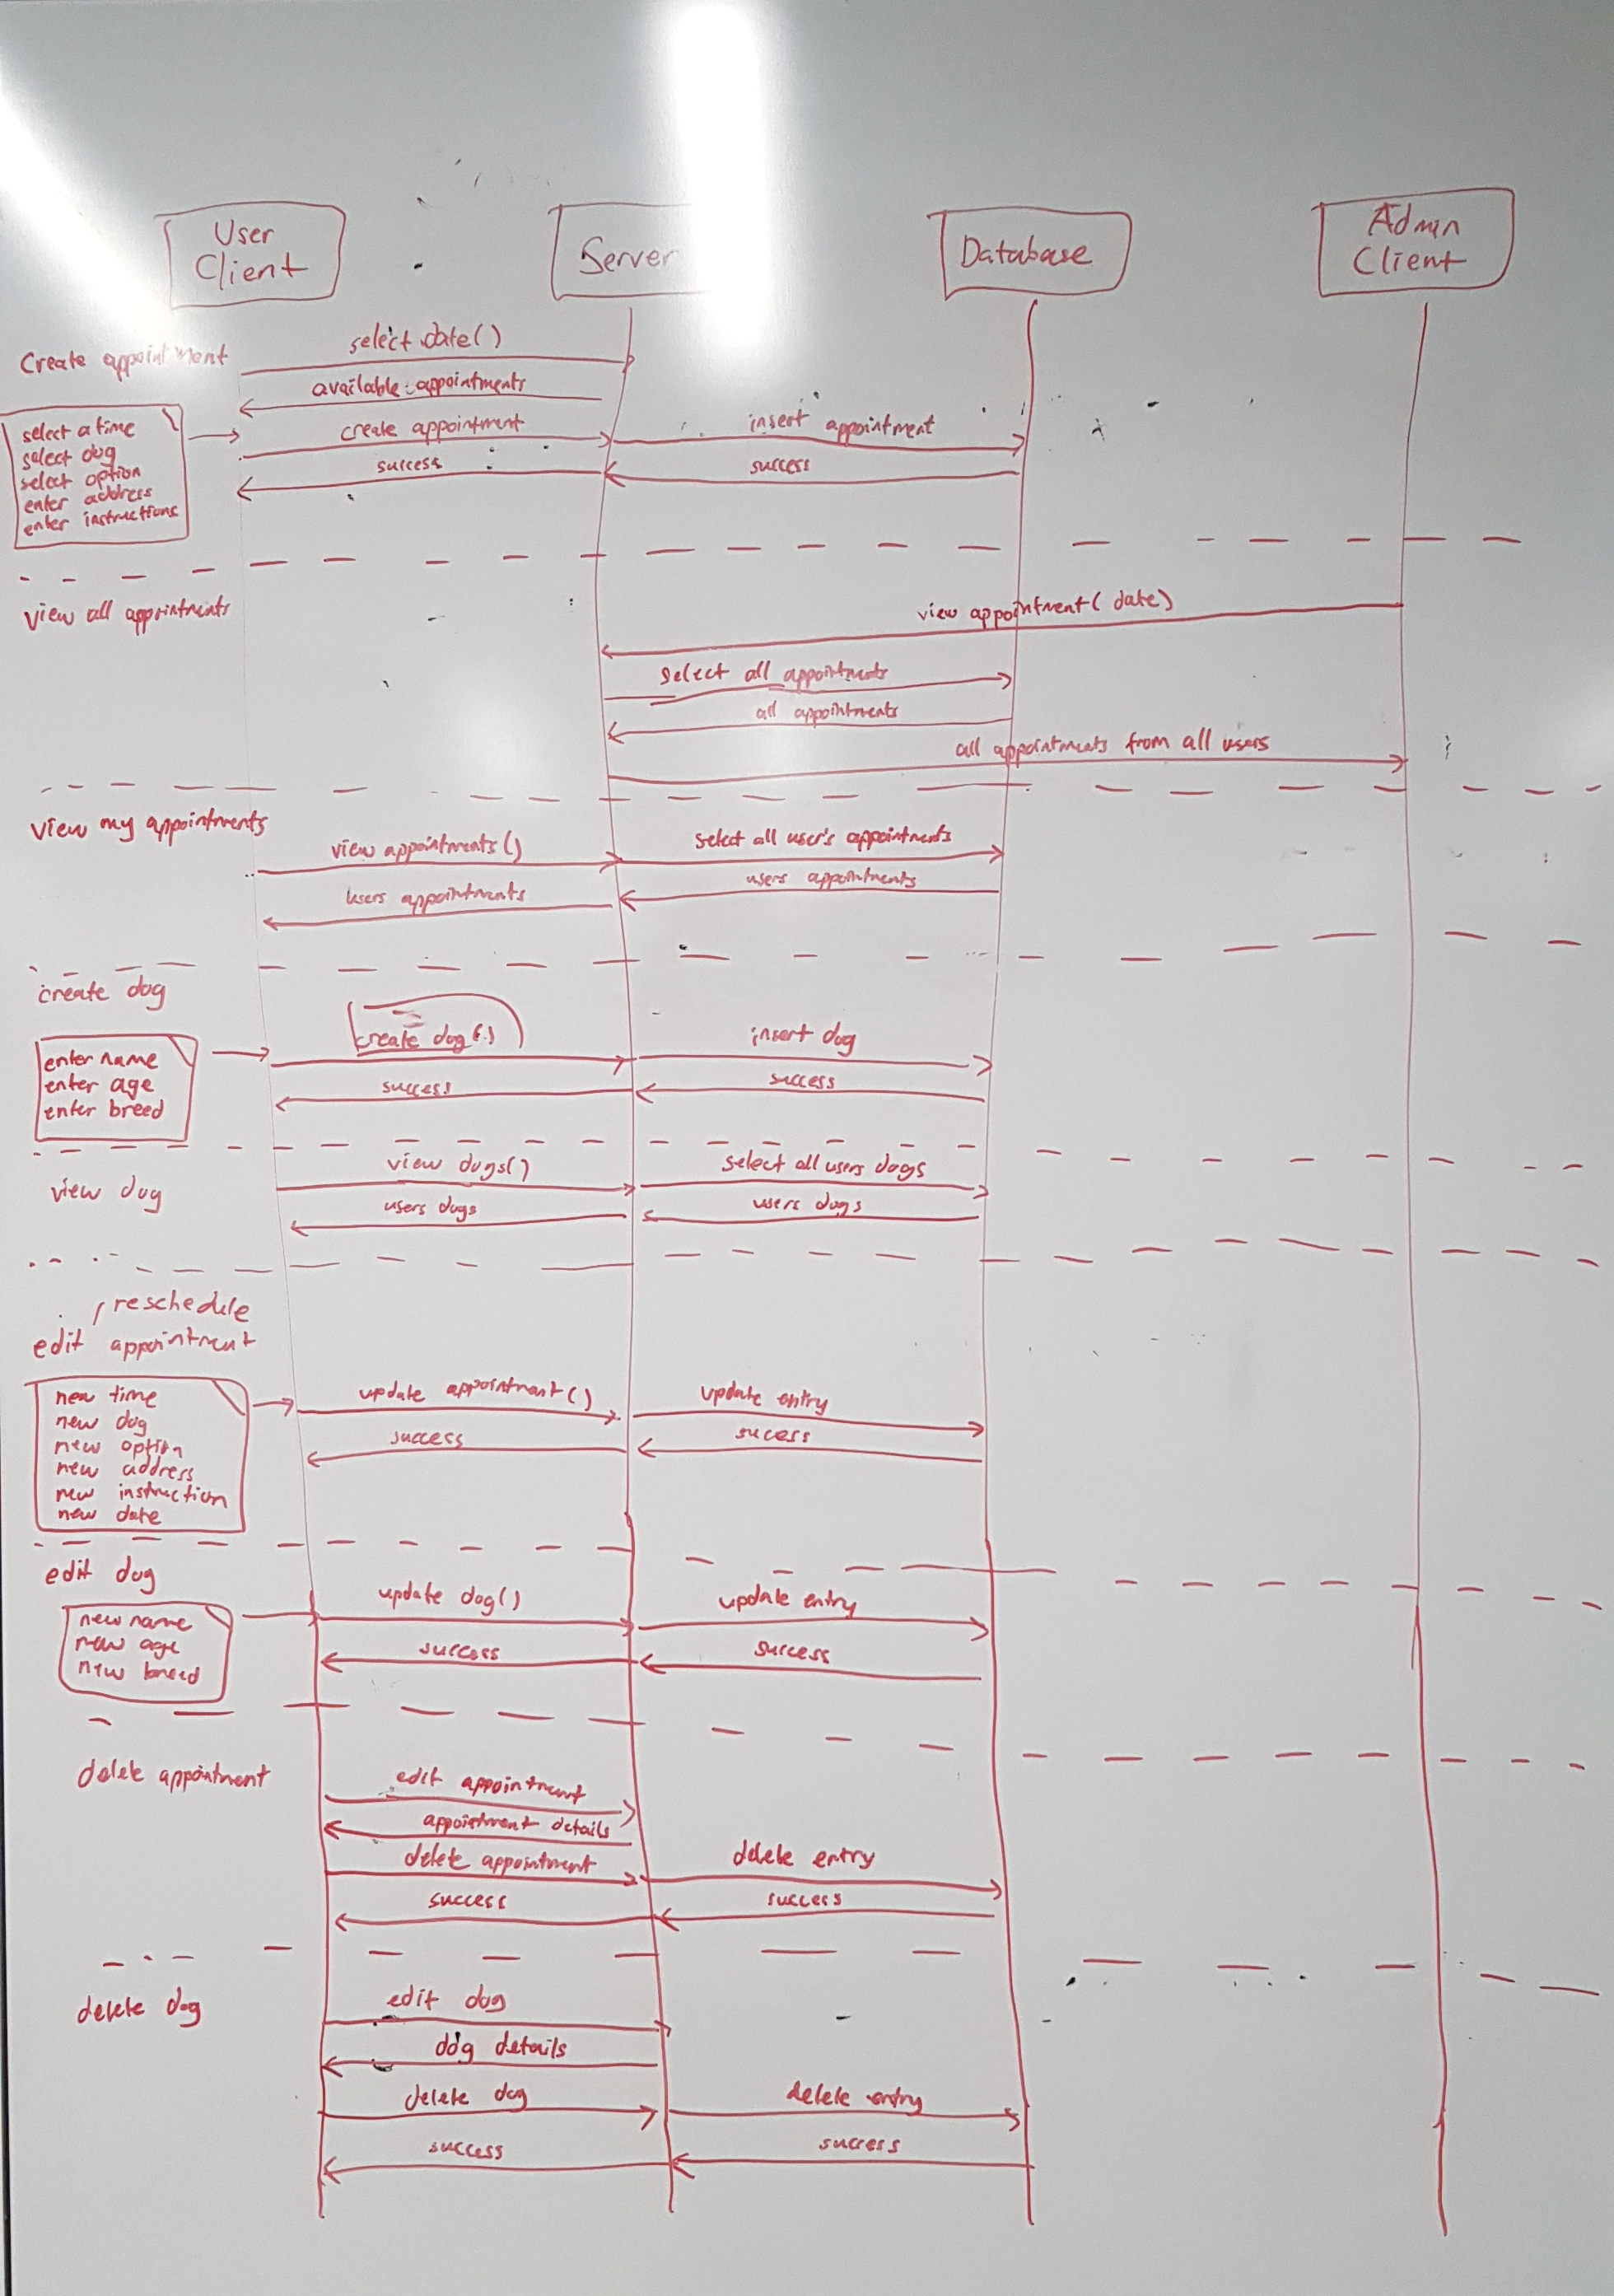 User
Client
Server
Database
Admin
Client
Create appointment
select date()
available appointments
select a time
select dog
select option
enter address
enter instructions
create appointment
insert appointment
success
success
view all appointments
view appointment( date)
select all appointments
all appointments
all appointments from all users
view my appointments
view appointments()
select all user's appointments
users appointments
users appointments
create dog
enter name
enter age
enter breed
create dog()
insert dog
success
success
view dog
view dogs()
select all users dogs
users dogs
users dogs
/reschedule
edit appointment
new time
new dog
new option
new address
new instruction
new date
update appointment()
update entry
success
sucess
edit dog
new name
new age
new breed
update dog()
update entry
success
success
delete appointment
edit appointment
appointment details
delete appointment
delete entry
success
success
delete dog
edit dog
dog details
delete dog
delete entry
success
success